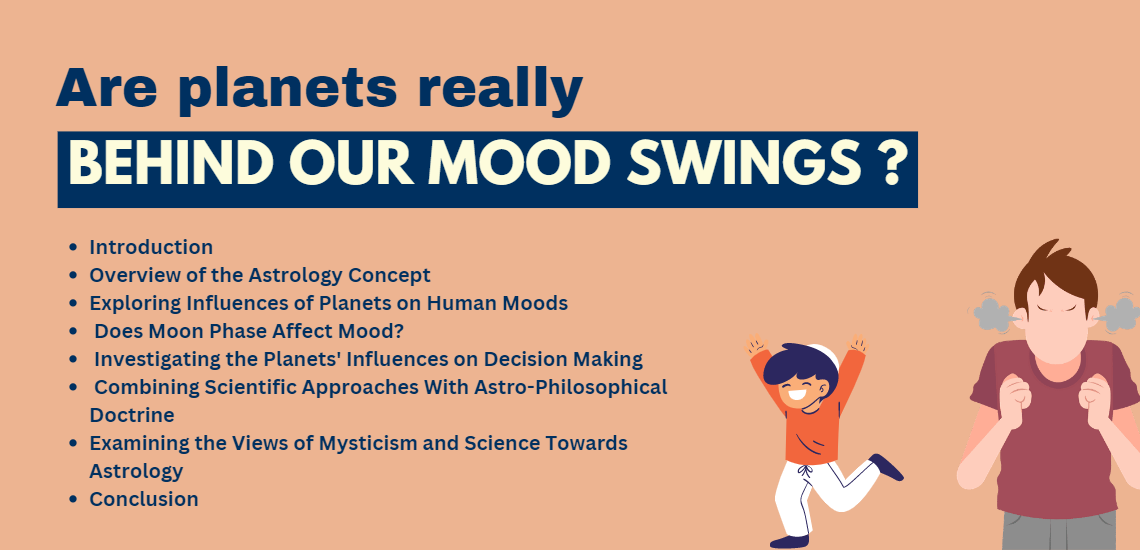 Are planets really
BEHIND OUR MOOD SWINGS ?
• Introduction
• Overview of the Astrology Concept
• Exploring Influences of Planets on Human Moods
• Does Moon Phase Affect Mood?
• Investigating the Planets' Influences on Decision Making
• Combining Scientific Approaches With Astro-Philosophical
Doctrine
• Examining the Views of Mysticism and Science Towards
Astrology
• Conclusion